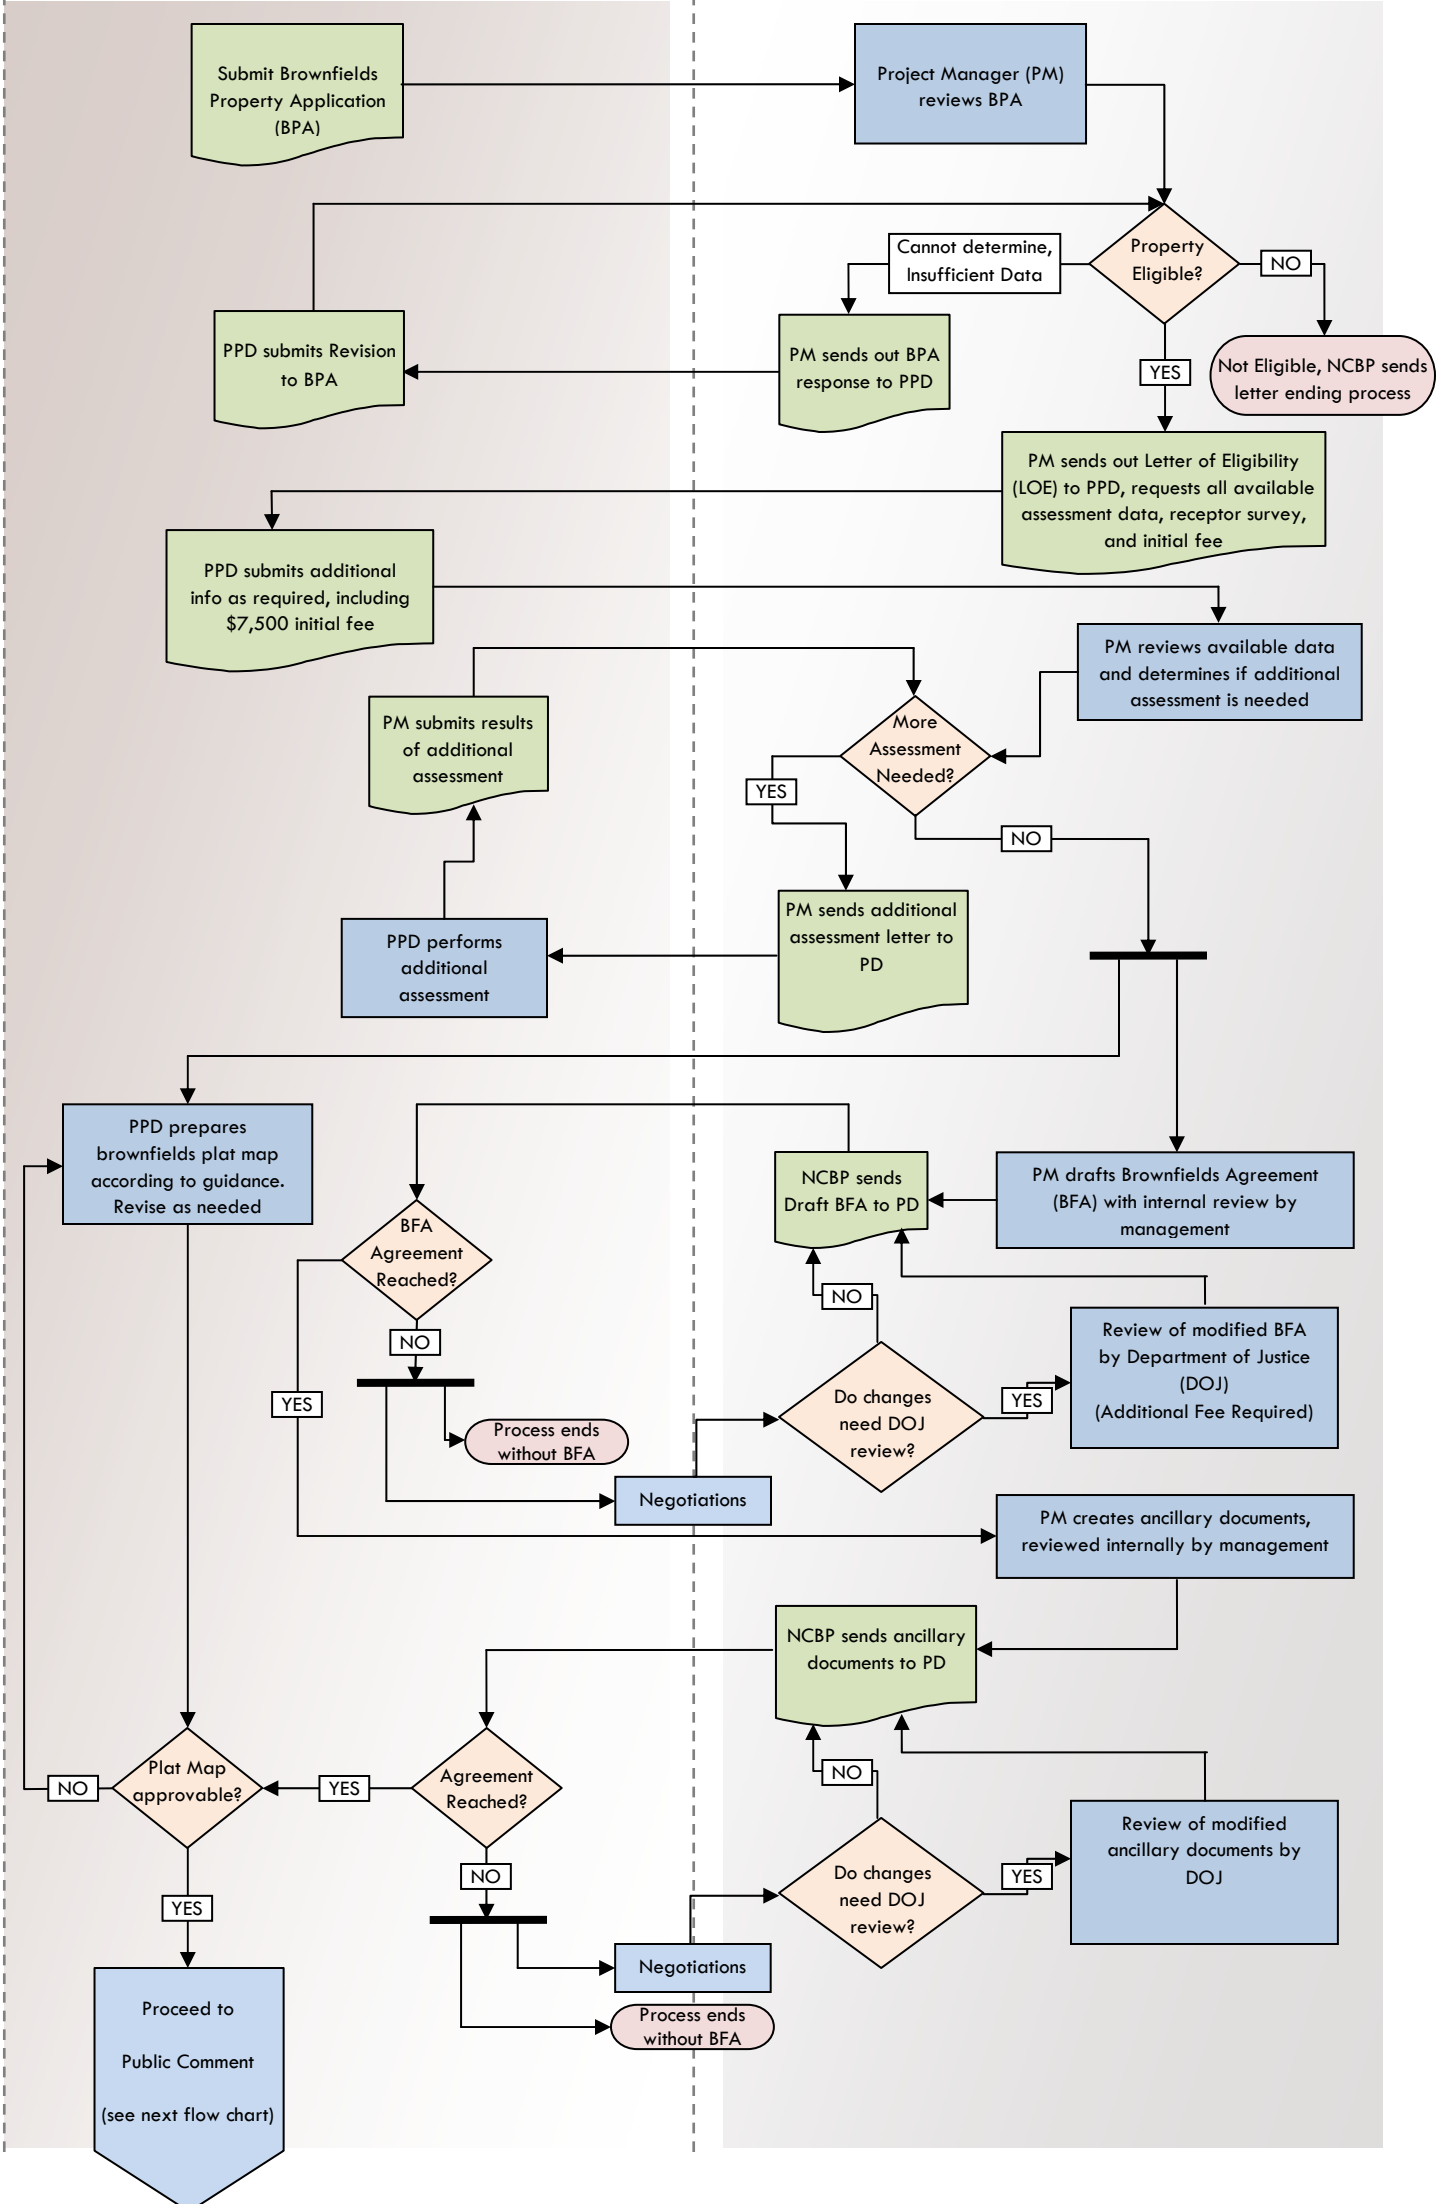 Submit Brownfields
Property Application
(BPA)
Project Manager (PM)
reviews BPA
Property
Eligible?
Cannot determine,
Insufficient Data
NO
PPD submits Revision
to BPA
PM sends out BPA
response to PPD
YES
Not Eligible, NCBP sends
letter ending process
PM sends out Letter of Eligibility
(LOE) to PPD, requests all available
assessment data, receptor survey,
and initial fee
PPD submits additional
info as required, including
$7,500 initial fee
PM reviews available data
and determines if additional
assessment is needed
PM submits results
of additional
assessment
More
Assessment
Needed?
YES
NO
PM sends additional
assessment letter to
PD
PPD performs
additional
assessment
PPD prepares
brownfields plat map
according to guidance.
Revise as needed
NCBP sends
Draft BFA to PD
PM drafts Brownfields Agreement
(BFA) with internal review by
management
BFA
Agreement
Reached?
NO
NO
YES
Review of modified BFA
by Department of Justice
(DOJ)
(Additional Fee Required)
Do changes
need DOJ
review?
YES
Process ends
without BFA
Negotiations
PM creates ancillary documents,
reviewed internally by management
NCBP sends ancillary
documents to PD
Plat Map
approvable?
NO
YES
Agreement
Reached?
NO
Review of modified
ancillary documents by
DOJ
Do changes
need DOJ
review?
YES
NO
YES
Negotiations
Process ends
without BFA
Proceed to
Public Comment
(see next flow chart)